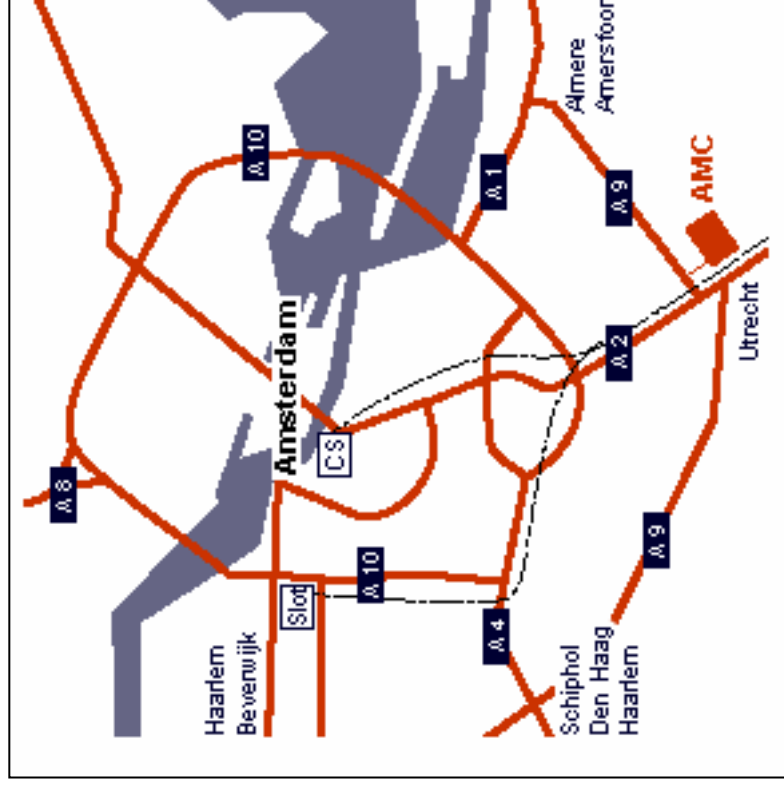 A 8
Haarlem
Beverwijk
A 10
Amsterdam
Slot
CS
A 10
A 4
A 1
Schiphol
Den Haag
Haarlem
Almere
Amersfoor
A 2
A 9
A 9
AMC
Utrecht